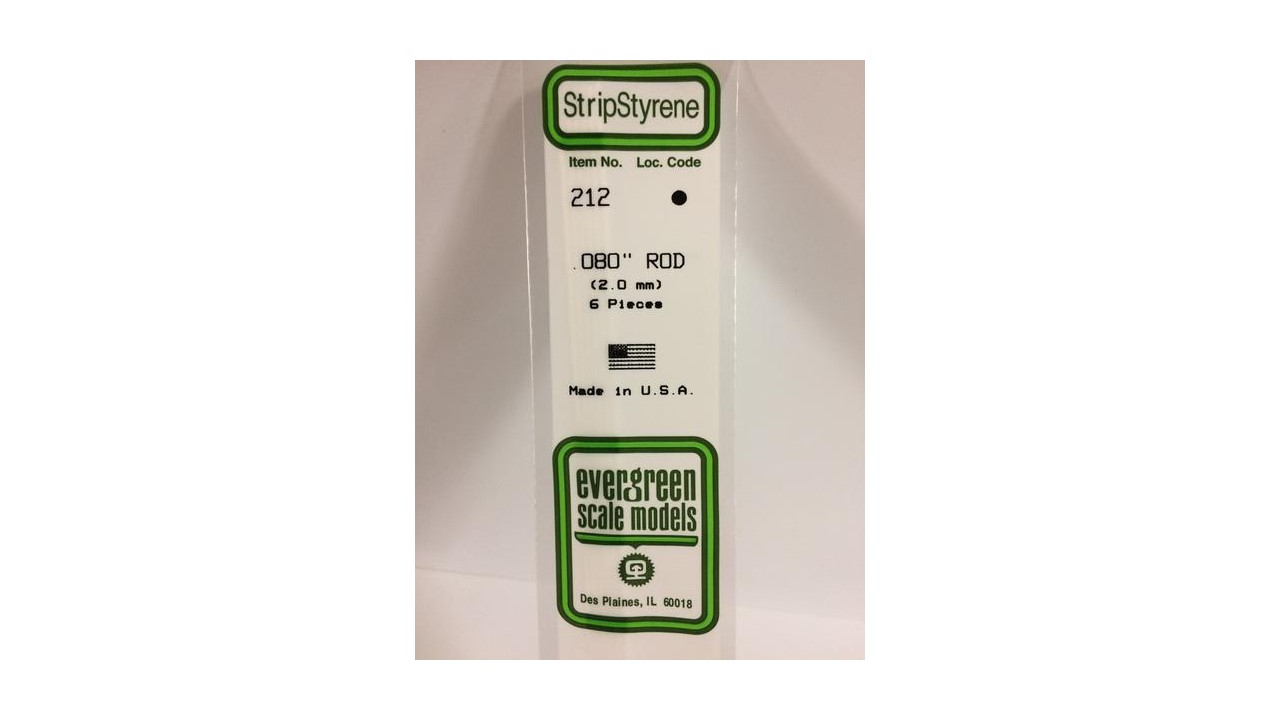 StripStyrene
Item No. Loc. Code
212 ●
.080" ROD
(2.0 mm)
6 Pieces
Made in U.S.A.
evergreen
scale models
Des Plaines, IL 60018